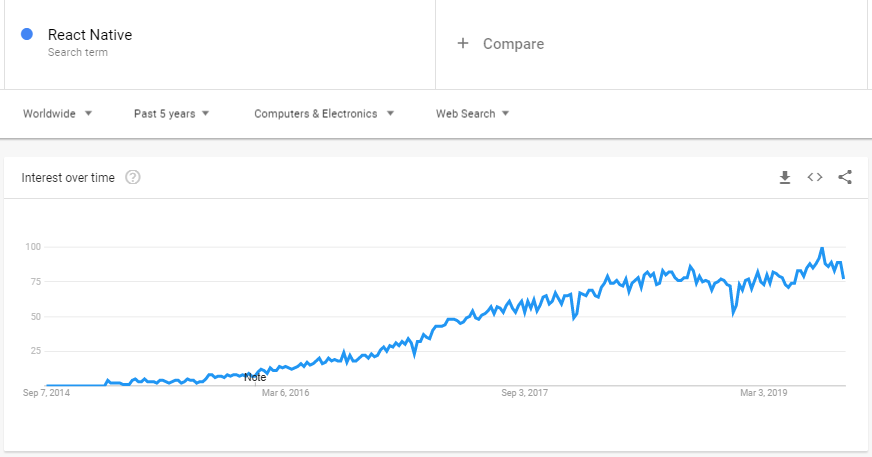 React Native
Search term
+ Compare
Worldwide
Past 5 years
Computers & Electronics
Web Search
Interest over time
?
100
75
50
25
Note
Sep 7, 2014
Mar 6, 2016
Sep 3, 2017
Mar 3, 2019